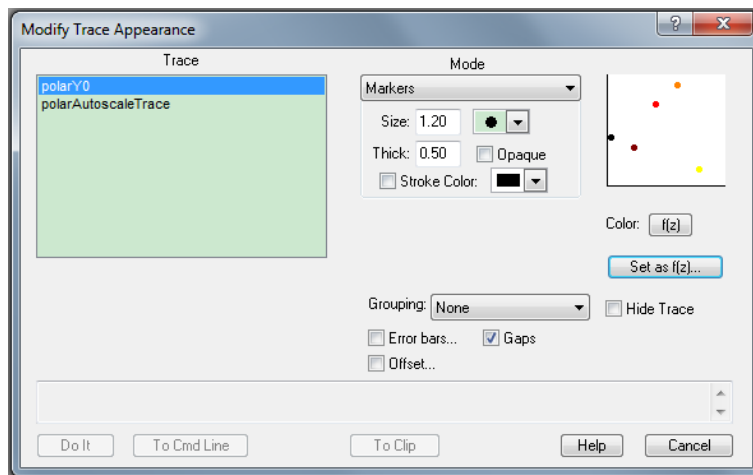 Modify Trace Appearance
?
X
Trace
polarY0
polarAutoscaleTrace
Mode
Markers
Size: 1.20
Thick: 0.50
Opaque
Stroke Color:
Color: f(z)
Set as f(z)...
Grouping: None
Hide Trace
Error bars...
Gaps
Offset...
Do It
To Cmd Line
To Clip
Help
Cancel